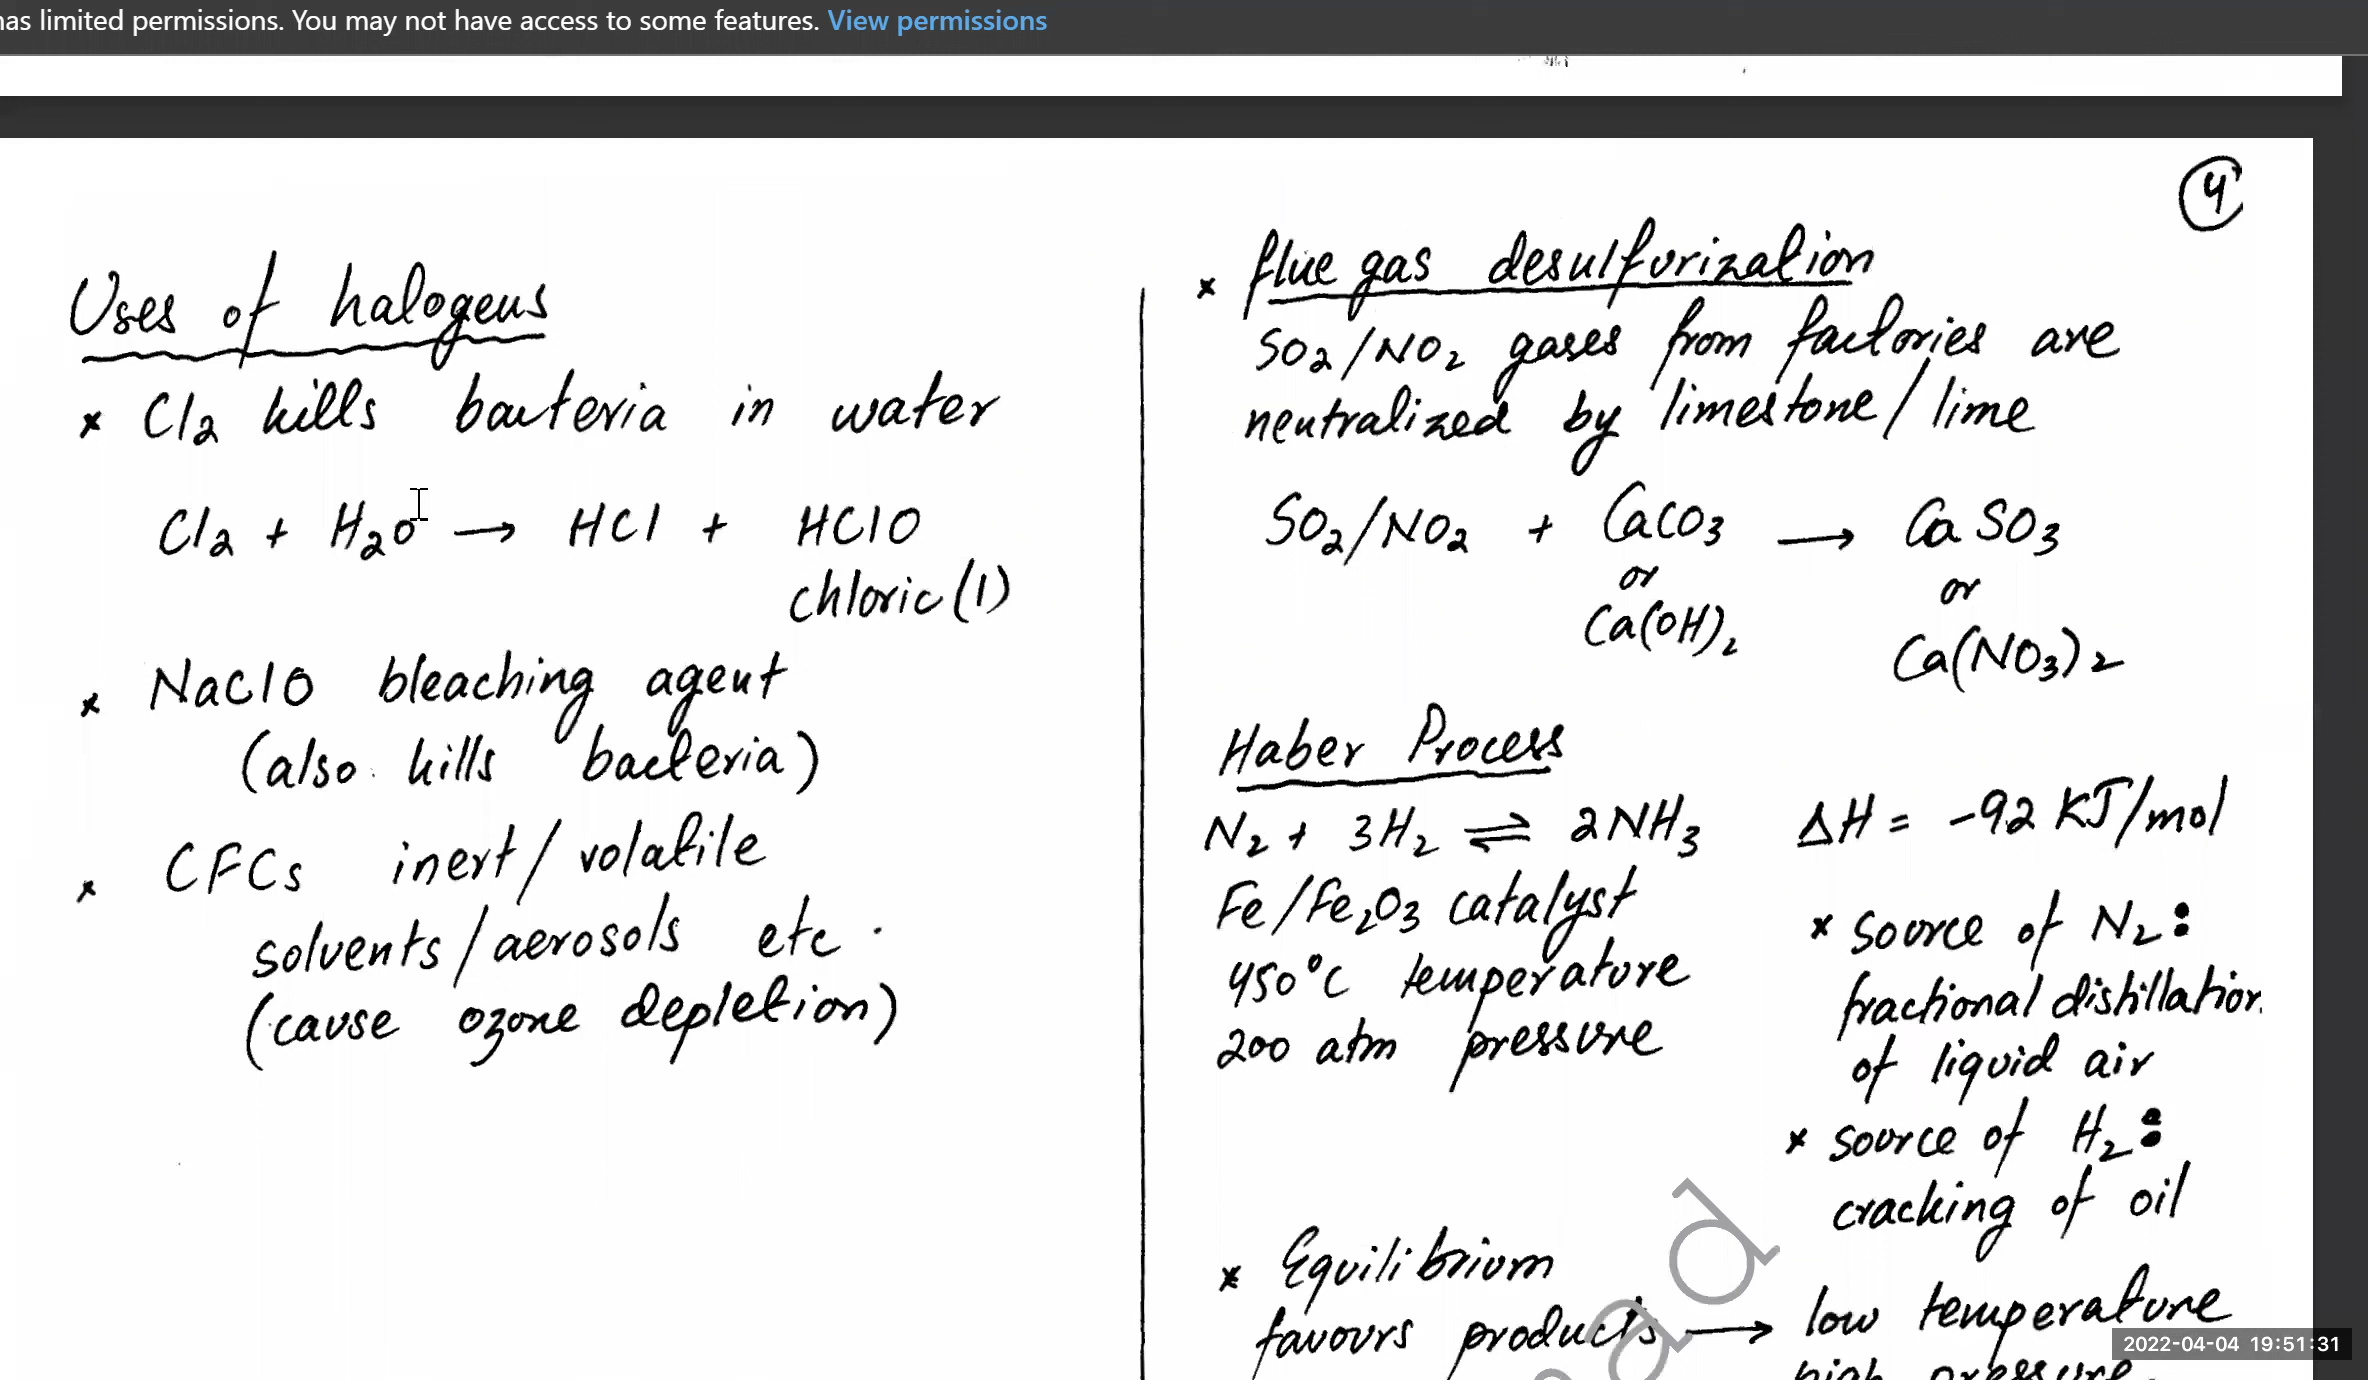 has limited permissions. You may not have access to some features. View permissions
4
Uses of halogens
* Cl2 kills bacteria in water
Cl2 + H2O → HCl + HClO
chloric(1)
* NaClO bleaching agent
(also kills bacteria)
* CFCs inert/volatile
solvents/aerosols etc.
(cause ozone depletion)
* flue gas desulfurization
SO2/NO2 gases from factories are
neutralized by limestone/lime
SO2/NO2 + CaCO3 → CaSO3
or or
Ca(OH)2 Ca(NO3)2
Haber Process
N2 + 3H2 ⇌ 2NH3 ΔH = -92 KJ/mol
Fe/Fe2O3 catalyst
450°C temperature
200 atm pressure
* source of N2:
fractional distillation
of liquid air
* source of H2:
cracking of oil
* Equilibrium
favours products → low temperature
high pressure
2022-04-04 19:51:31